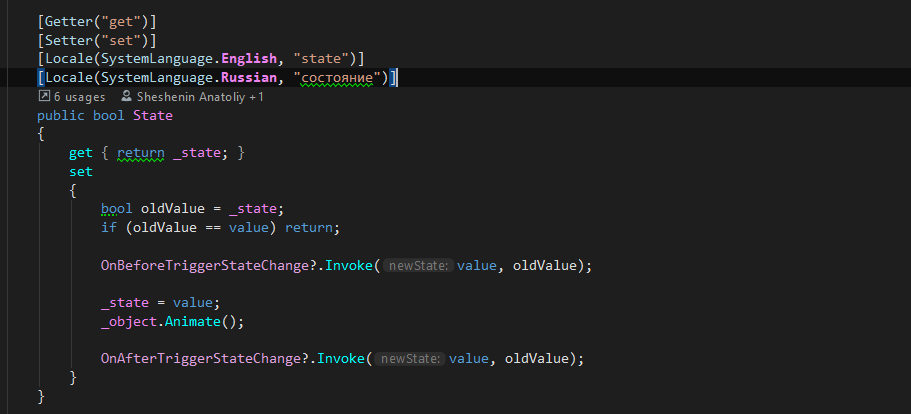 [Getter("get")]
[Setter("set")]
[Locale(SystemLanguage.English, "state")]
[Locale(SystemLanguage.Russian, "состояние")]
6 usages Sheshenin Anatoliy +1
public bool State
{
get { return _state; }
set
{
bool oldValue = _state;
if (oldValue == value) return;
OnBeforeTriggerStateChange?.Invoke( newState: value, oldValue);
_state = value;
_object.Animate();
OnAfterTriggerStateChange?.Invoke( newState: value, oldValue);
}
}